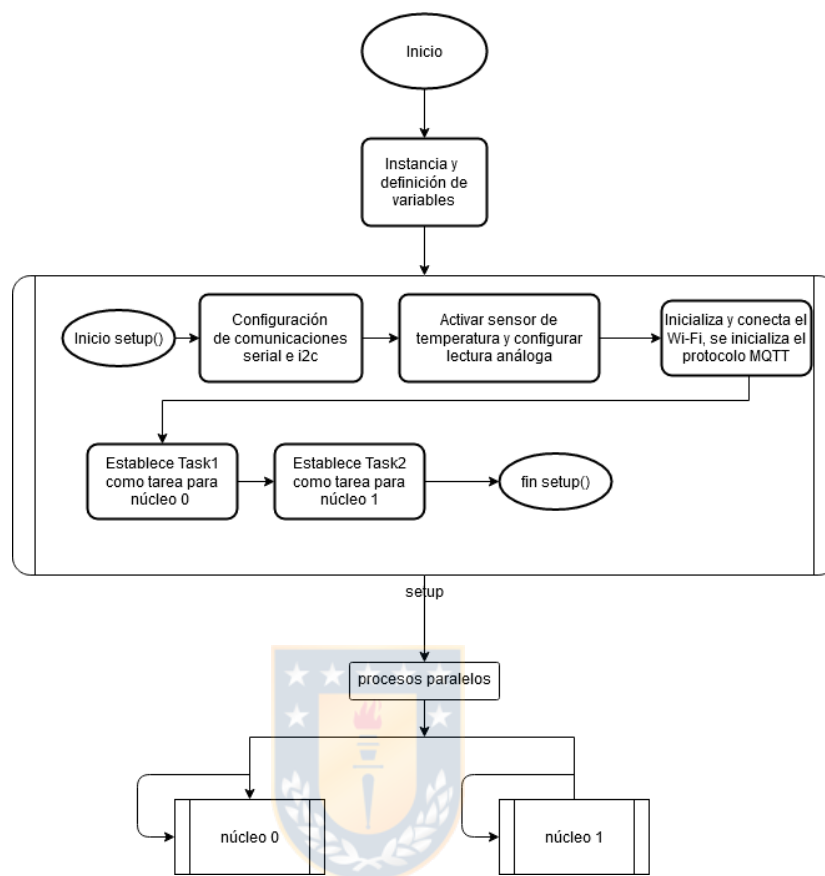 Inicio
Instancia y
definición de
variables
Inicio setup()
Configuración
de comunicaciones
serial e i2c
Activar sensor de
temperatura y configurar
lectura análoga
Inicializa y conecta el
Wi-Fi, se inicializa el
protocolo MQTT
Establece Task1
como tarea para
núcleo 0
Establece Task2
como tarea para
núcleo 1
fin setup()
setup
procesos paralelos
núcleo 0
núcleo 1